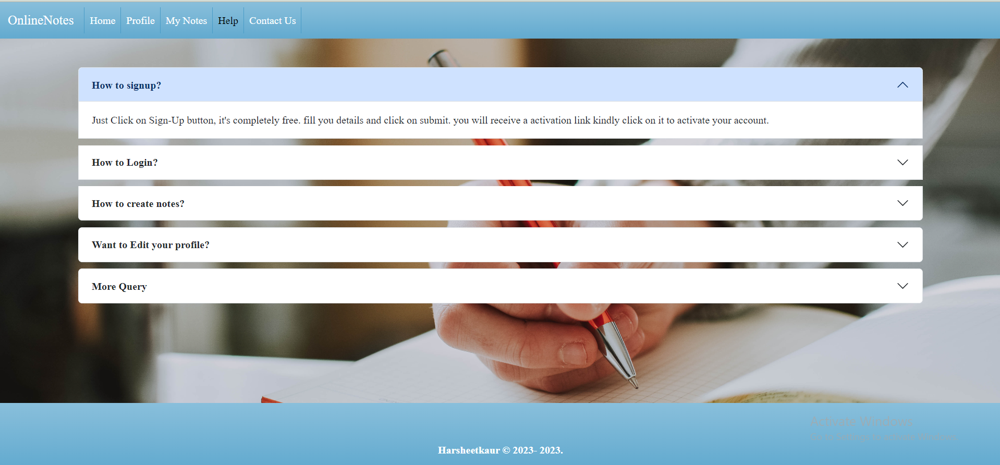 OnlineNotes Home Profile My Notes Help Contact Us
How to signup?
Just Click on Sign-Up button, it's completely free. fill you details and click on submit. you will receive a activation link kindly click on it to activate your account.
How to Login?
How to create notes?
Want to Edit your profile?
More Query
Activate Windows
Go to Settings to activate Windows.
Harsheetkaur © 2023- 2023.